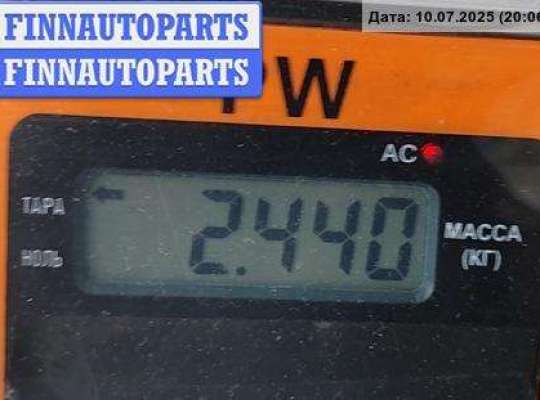 FINNAUTOPARTS
FINNAUTOPARTS
Дата: 10.07.2025 (20:06
PW
AC
ТАРА
2.440
МАССА
(КГ)
НОЛЬ